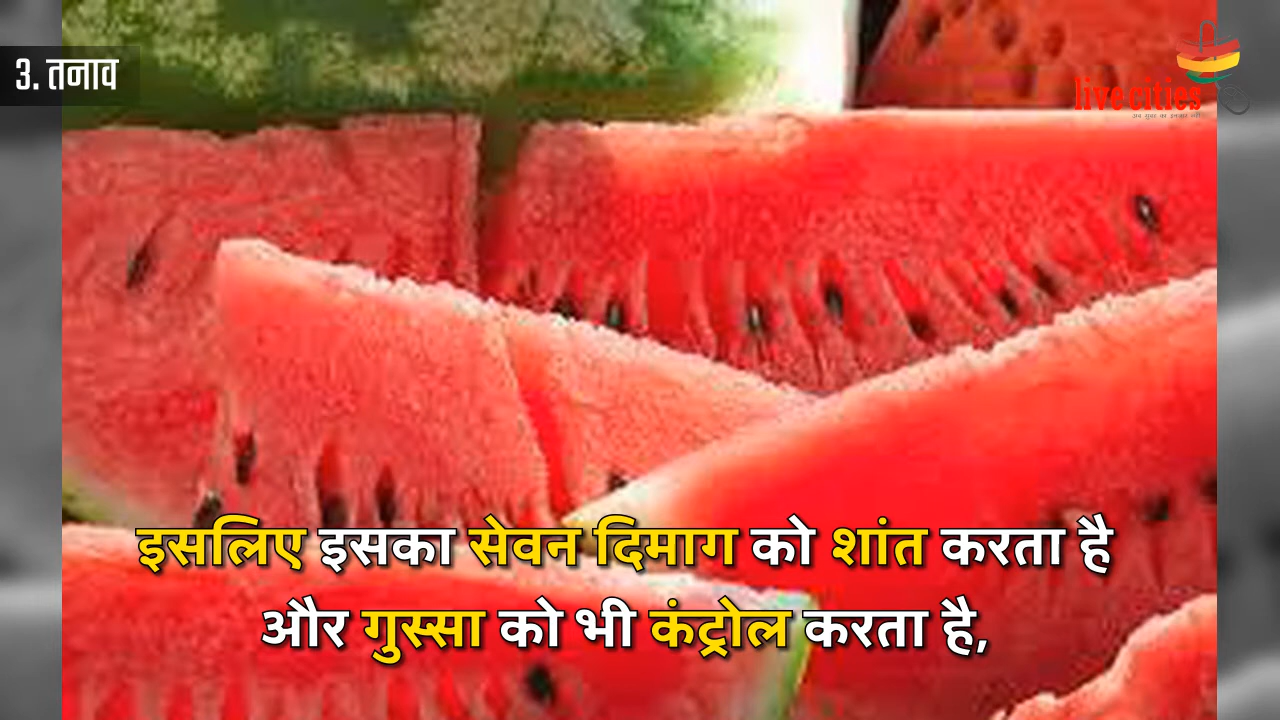 3. तनाव
live cities
इसलिए इसका सेवन दिमाग को शांत करता है
और गुस्सा को भी कंट्रोल करता है,